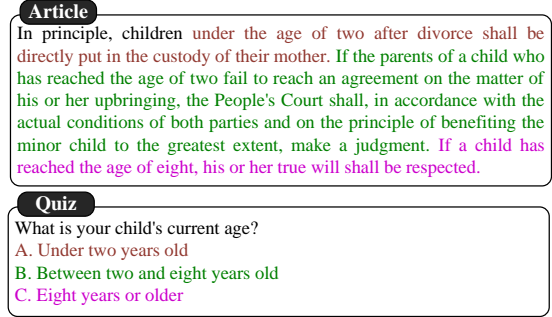 Article
In principle, children under the age of two after divorce shall be
directly put in the custody of their mother. If the parents of a child who
has reached the age of two fail to reach an agreement on the matter of
his or her upbringing, the People's Court shall, in accordance with the
actual conditions of both parties and on the principle of benefiting the
minor child to the greatest extent, make a judgment. If a child has
reached the age of eight, his or her true will shall be respected.
Quiz
What is your child's current age?
A. Under two years old
B. Between two and eight years old
C. Eight years or older